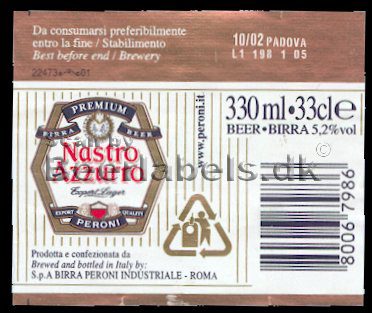 Da consumarsi preferibilmente
entro la fine / Stabilimento
Best before end / Brewery
10/02 PADOVA
L1 198 1 05
PREMIUM
BIRRA BEER
Nastro
Azzurro
Export Lager
EXPORT QUALITY
PERONI
www.peroni.it
330 ml·33cl e
BEER·BIRRA 5,2%vol
8006 7986
Prodotta e confezionata da
Brewed and bottled in Italy by:
S.p.A BIRRA PERONI INDUSTRIALE - ROMA
©